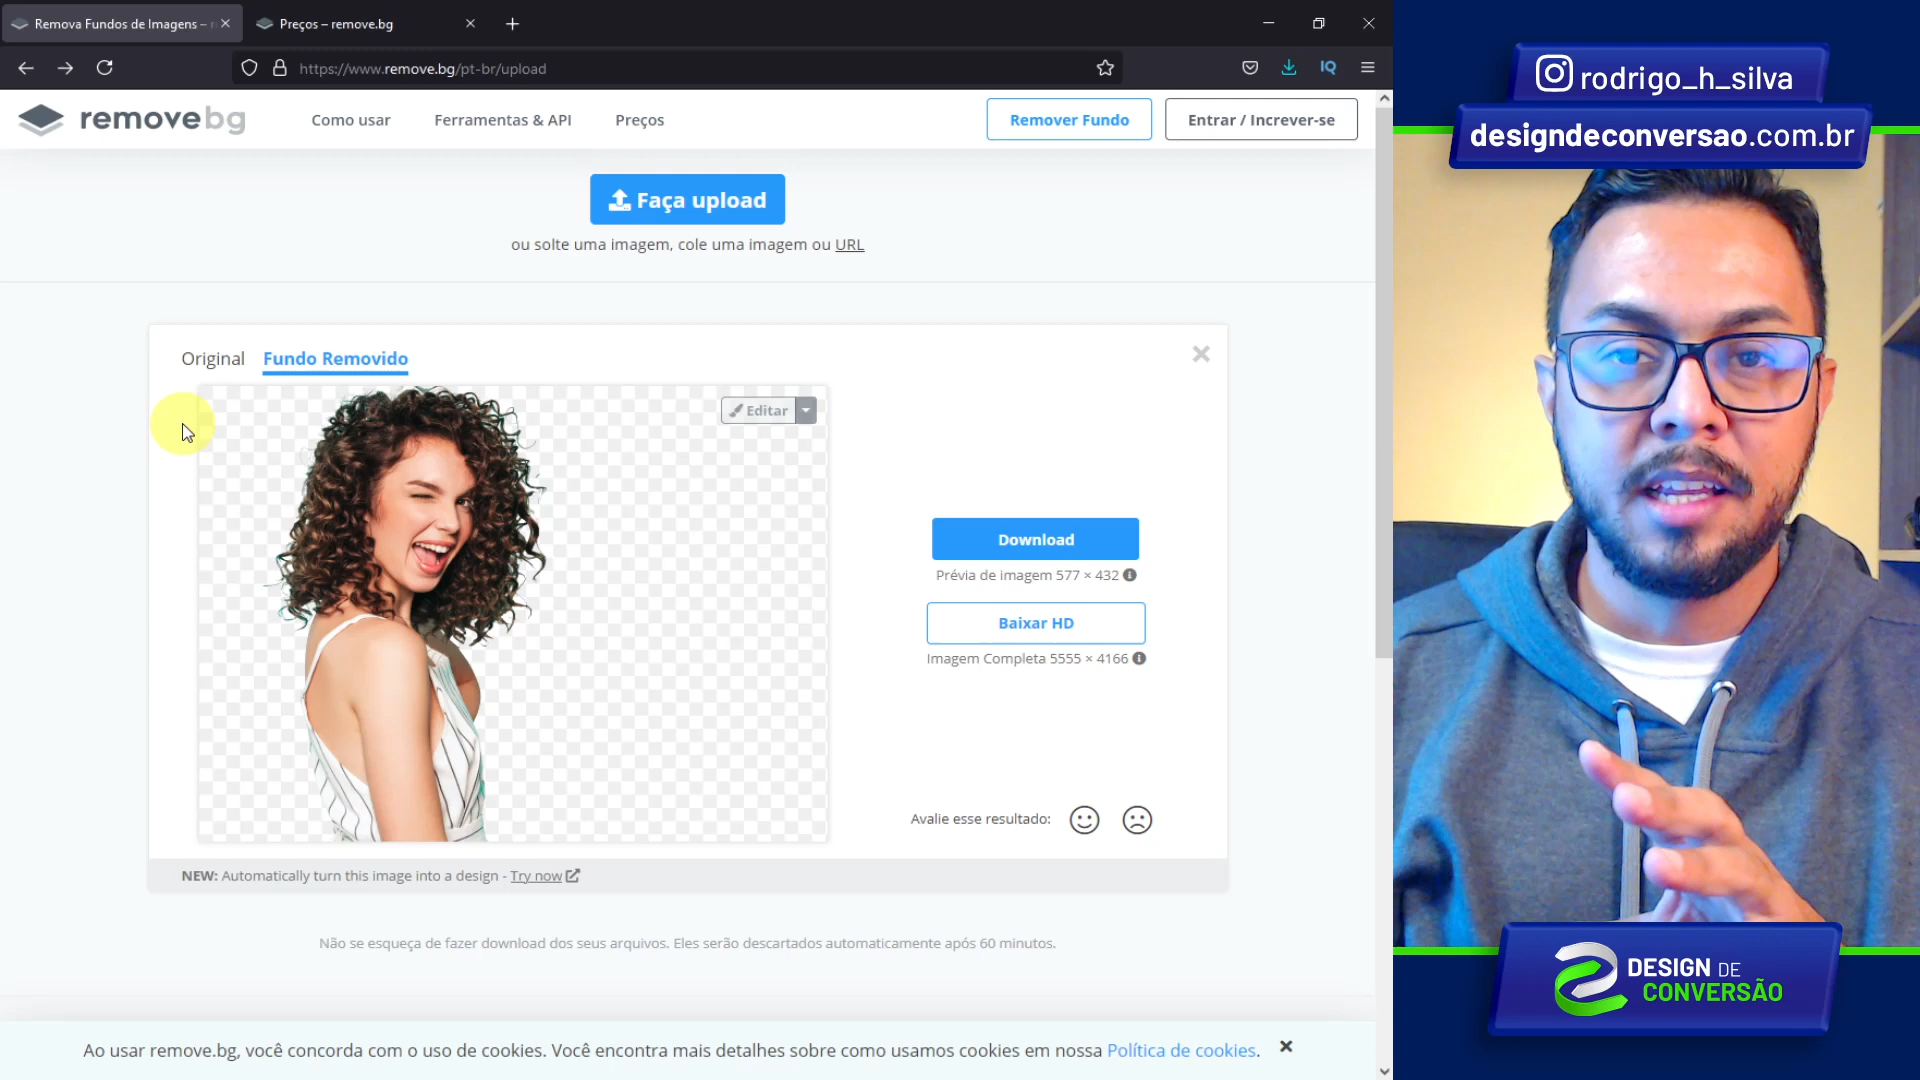 Remova Fundos de Imagens –
Preços – remove.bg
https://www.remove.bg/pt-br/upload
IQ
removebg
Como usar
Ferramentas & API
Preços
Remover Fundo
Entrar / Increver-se
Faça upload
ou solte uma imagem, cole uma imagem ou URL
Original
Fundo Removido
Editar
Download
Prévia de imagem 577 × 432
Baixar HD
Imagem Completa 5555 × 4166
Avalie esse resultado:
NEW: Automatically turn this image into a design - Try now
Não se esqueça de fazer download dos seus arquivos. Eles serão descartados automaticamente após 60 minutos.
Ao usar remove.bg, você concorda com o uso de cookies. Você encontra mais detalhes sobre como usamos cookies em nossa Política de cookies.
rodrigo_h_silva
designdeconversao.com.br
DESIGN DE
CONVERSÃO